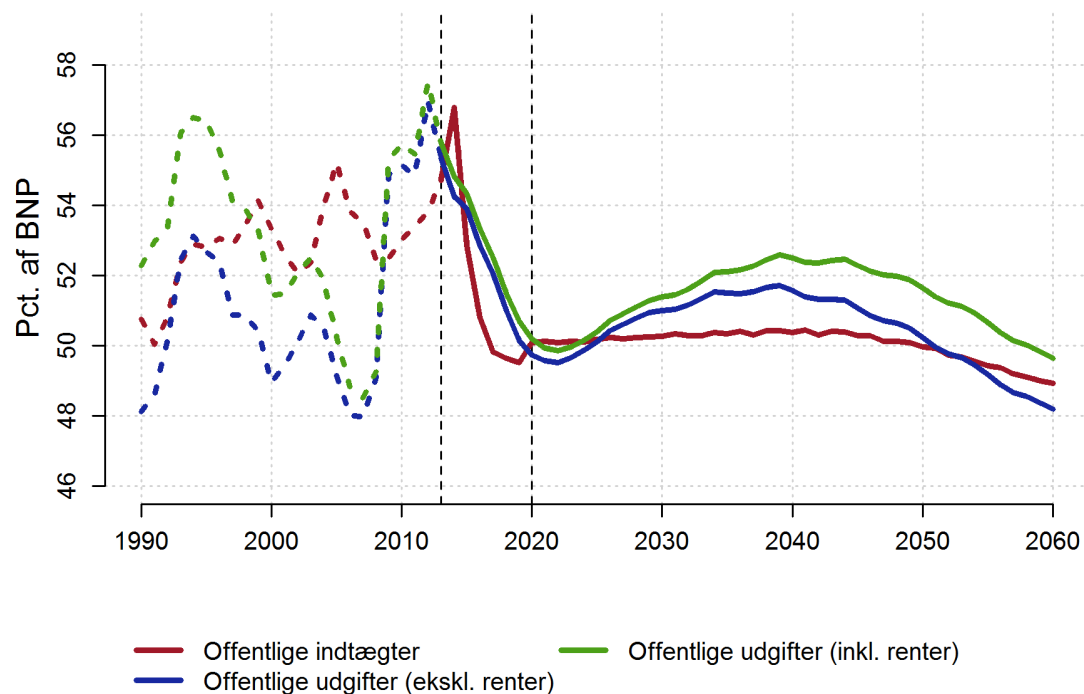 Pct. af BNP
58
56
54
52
50
48
46
1990 2000 2010 2020 2030 2040 2050 2060
Offentlige indtægter Offentlige udgifter (inkl. renter)
Offentlige udgifter (ekskl. renter)